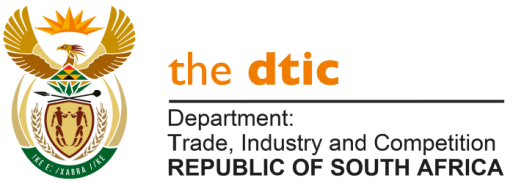 the dtic
Department:
Trade, Industry and Competition
REPUBLIC OF SOUTH AFRICA
!KE E: /XARRA //KE